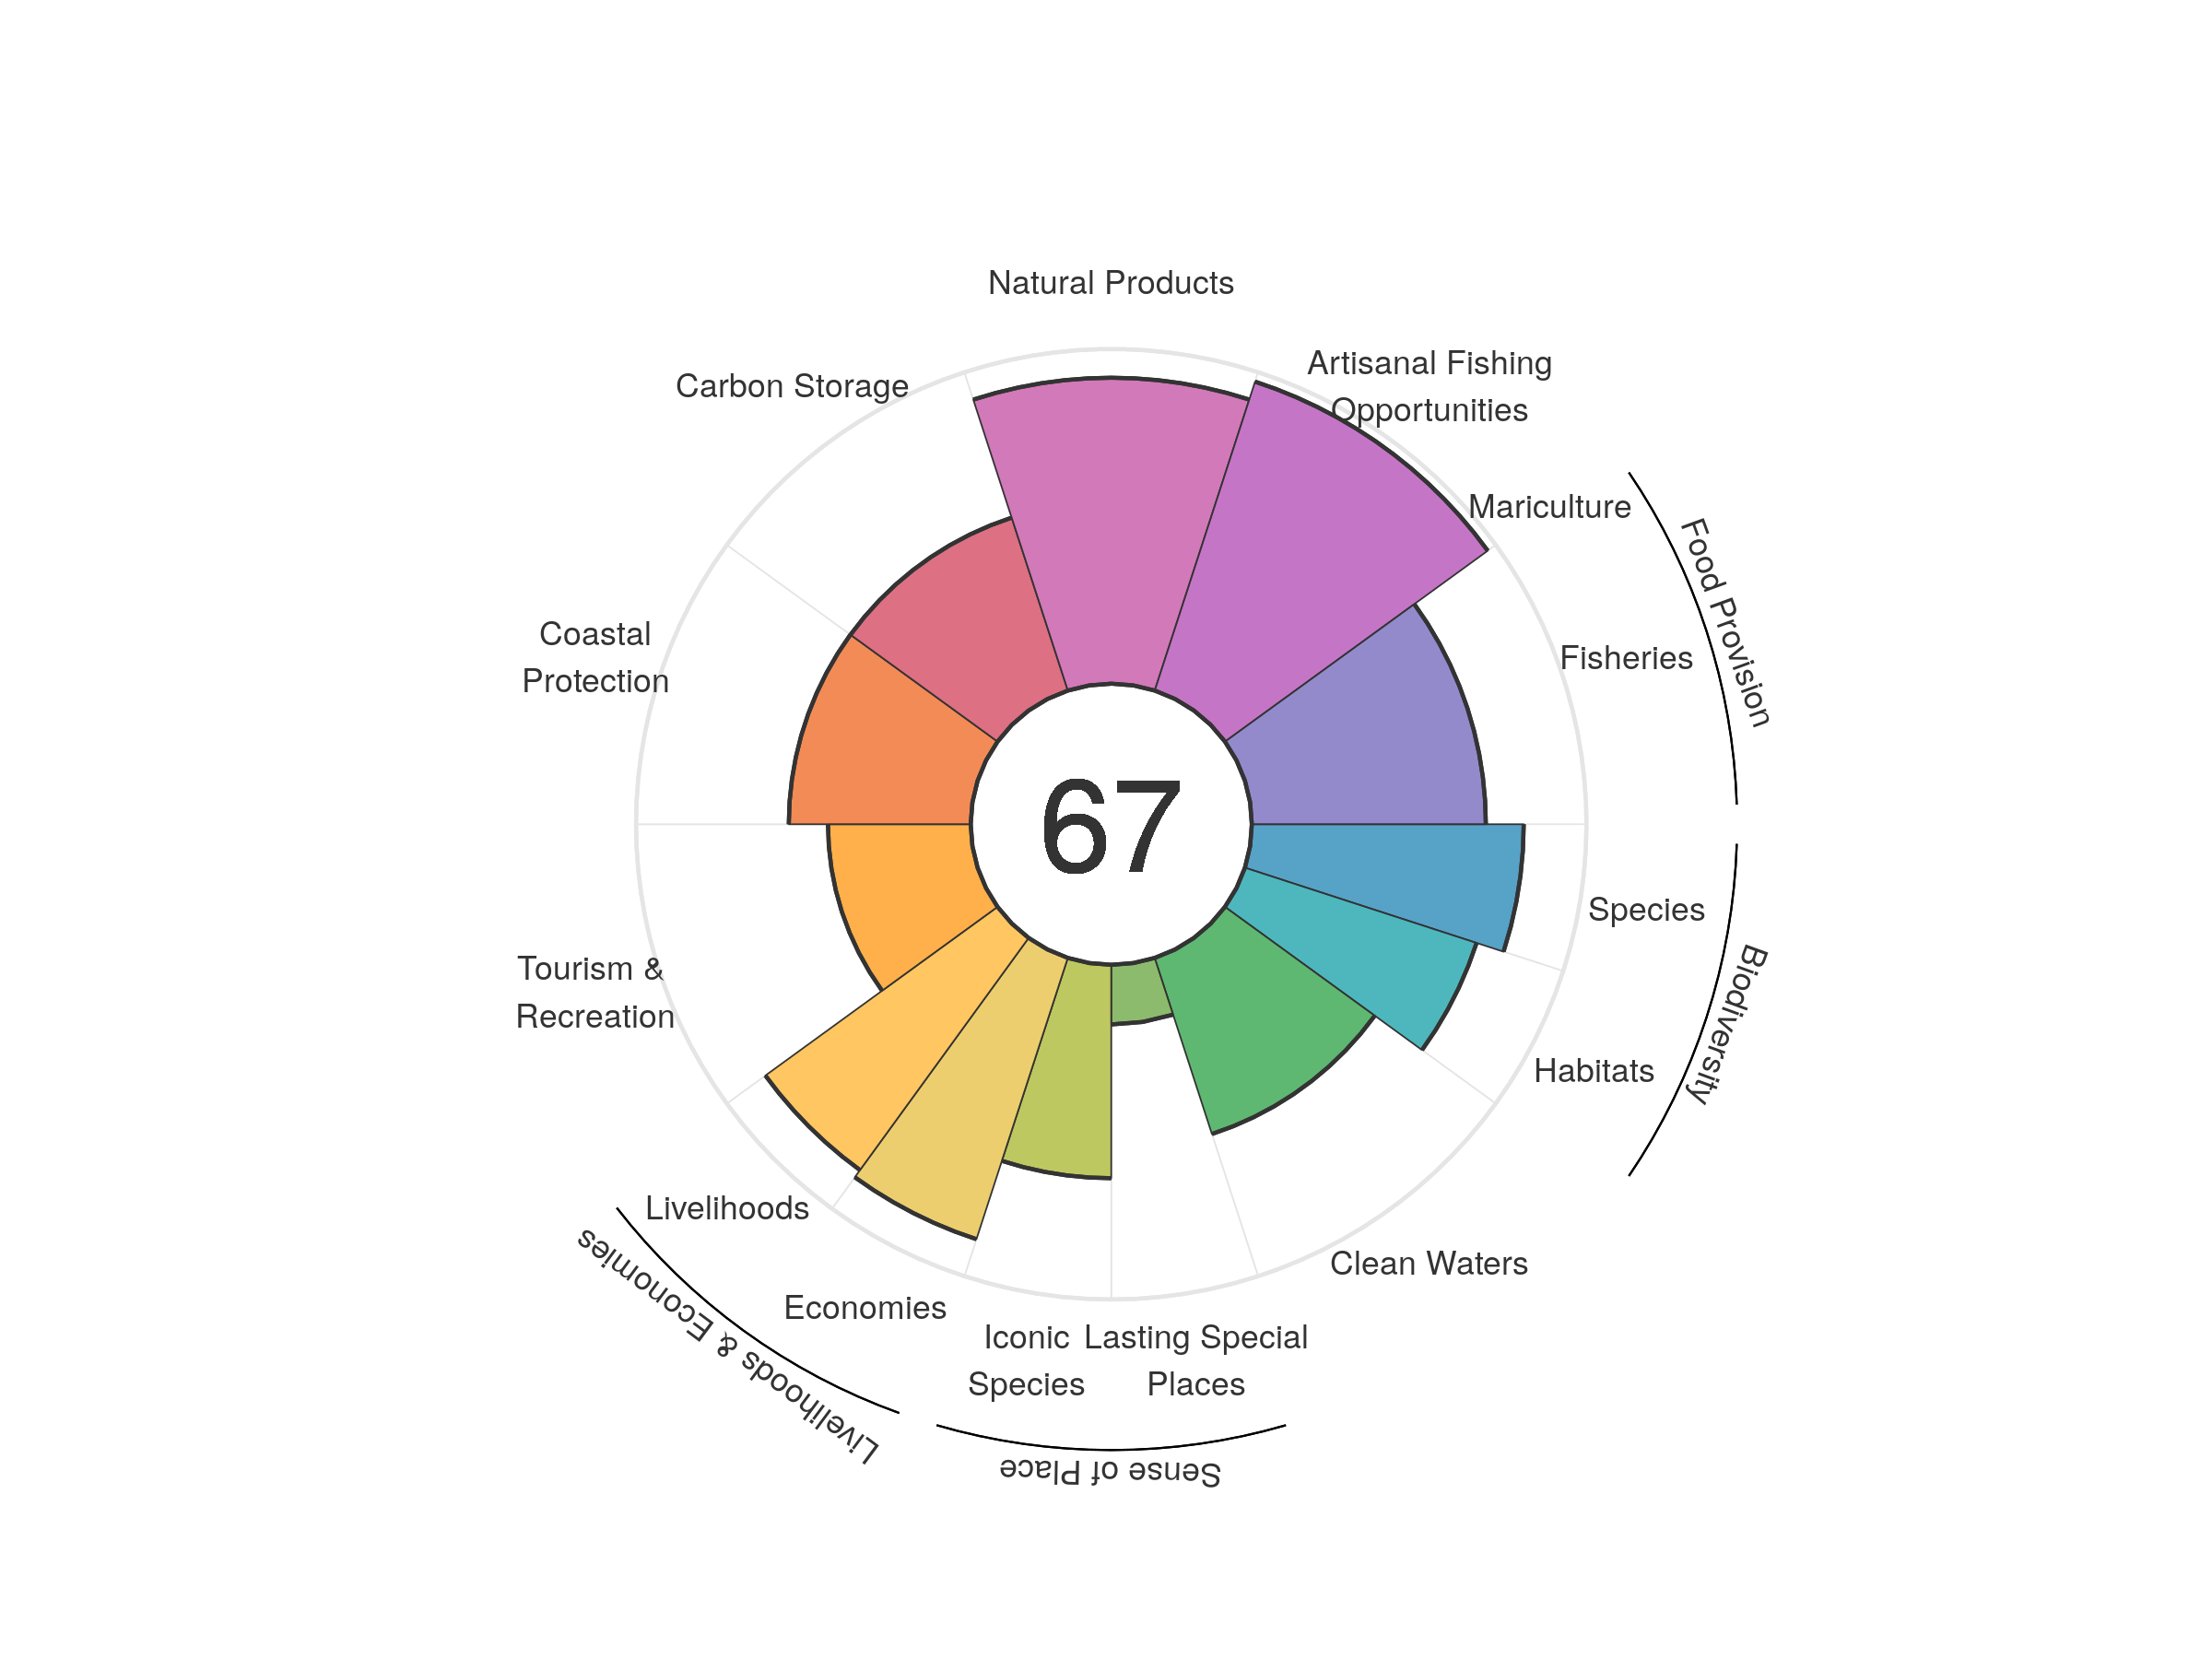 Natural Products
Artisanal Fishing
Opportunities
Carbon Storage
Mariculture
Food Provision
Fisheries
Coastal
Protection
67
Species
Biodiversity
Tourism &
Recreation
Habitats
Livelihoods
Clean Waters
Livelihoods & Economies
Economies
Iconic
Species
Lasting Special
Places
Sense of Place